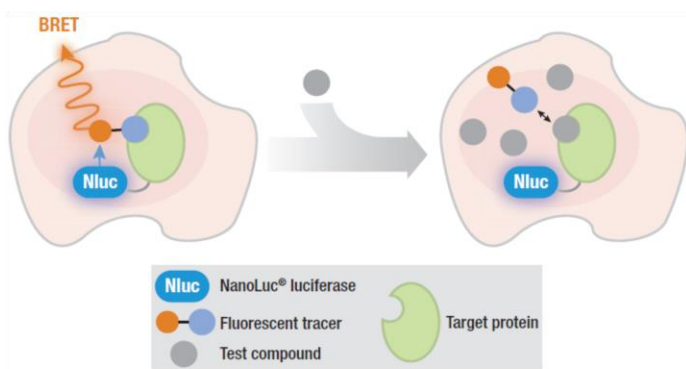 BRET
Nluc
Nluc
Nluc NanoLuc® luciferase
Fluorescent tracer
Target protein
Test compound